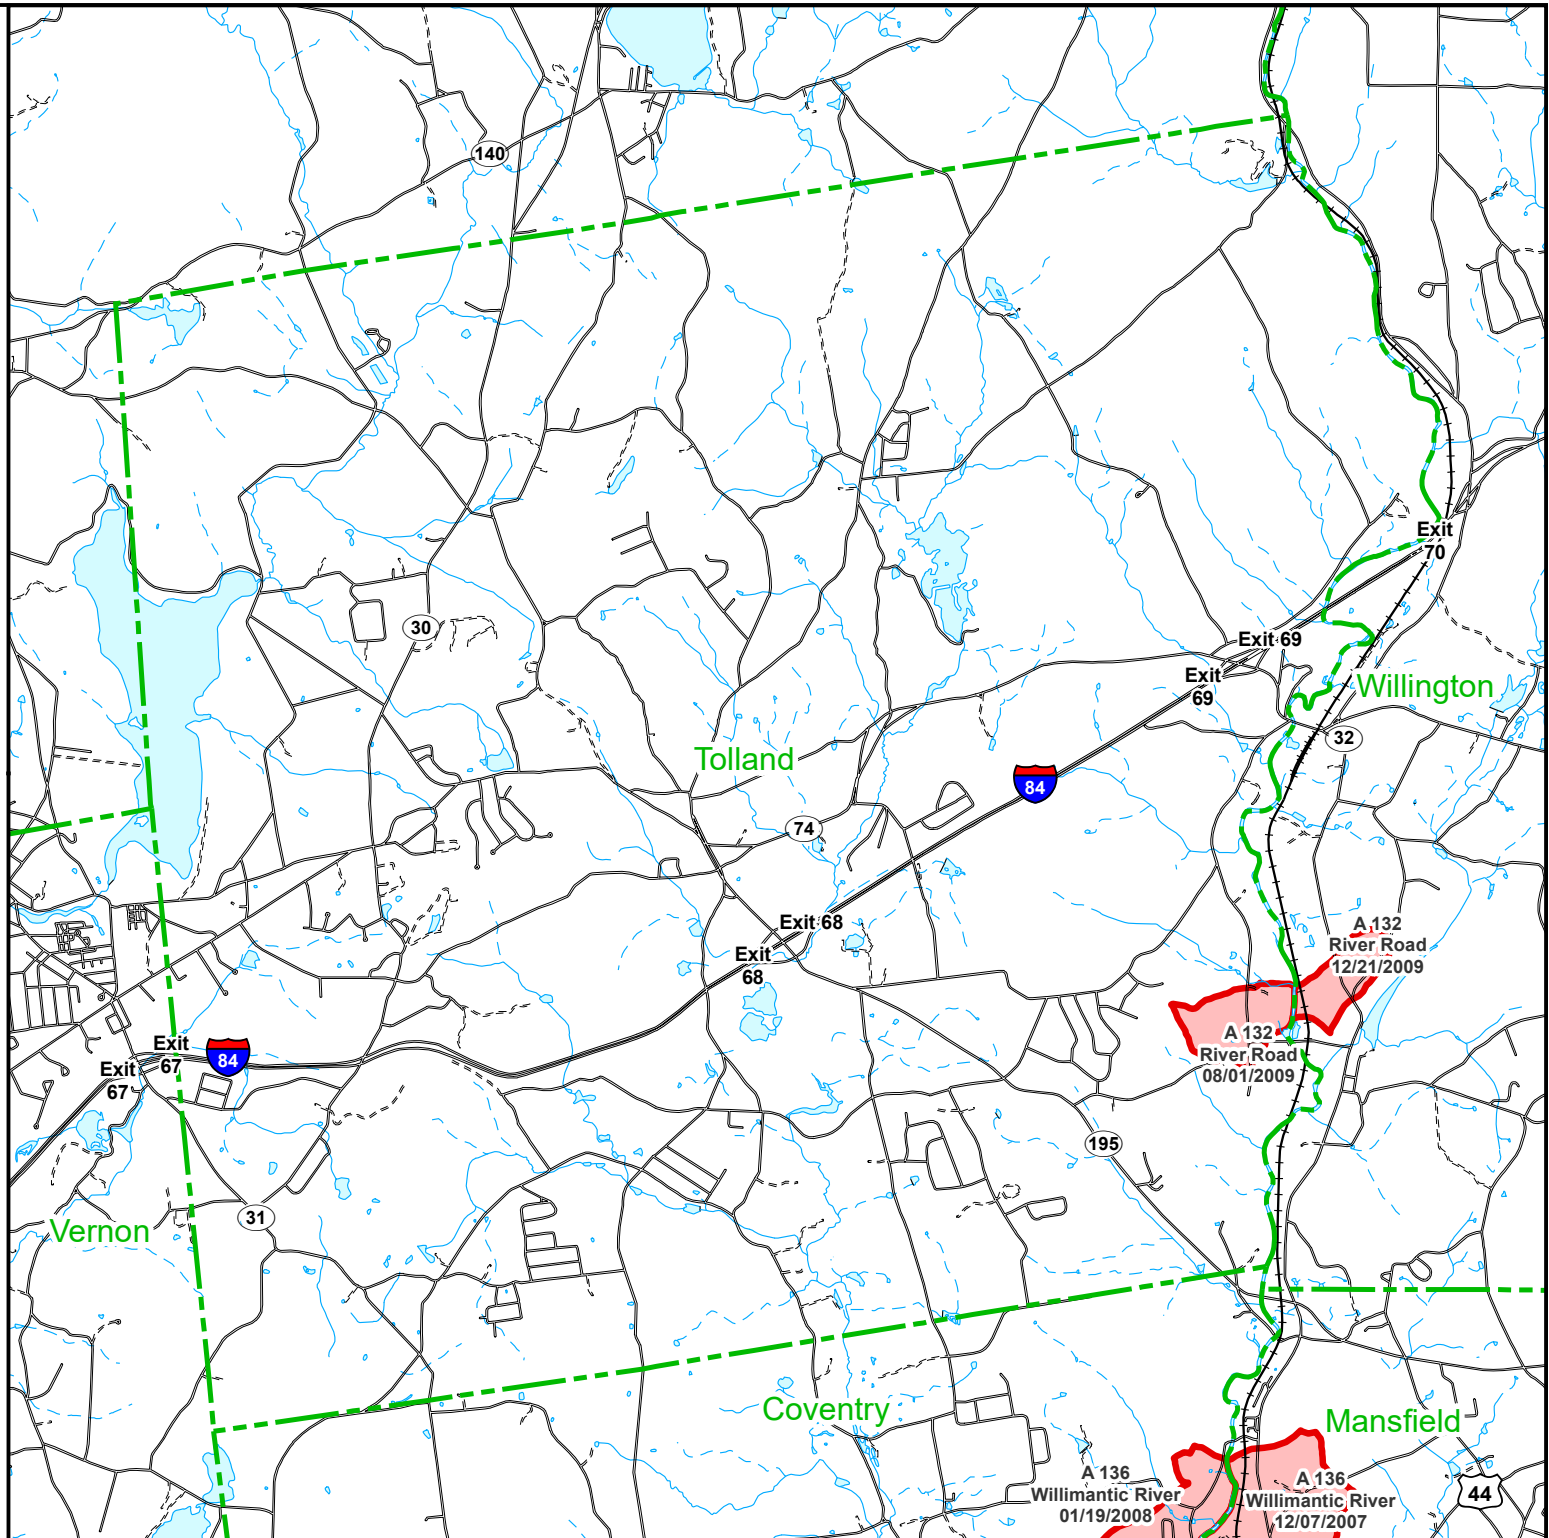 140
Exit
70
30
Exit 69
Exit
69
Willington
32
Tolland
84
74
Exit 68
Exit
68
A 132
River Road
12/21/2009
A 132
River Road
08/01/2009
Exit
67
84
Exit
67
195
31
Vernon
Coventry
Mansfield
A 136
Willimantic River
01/19/2008
A 136
Willimantic River
12/07/2007
44